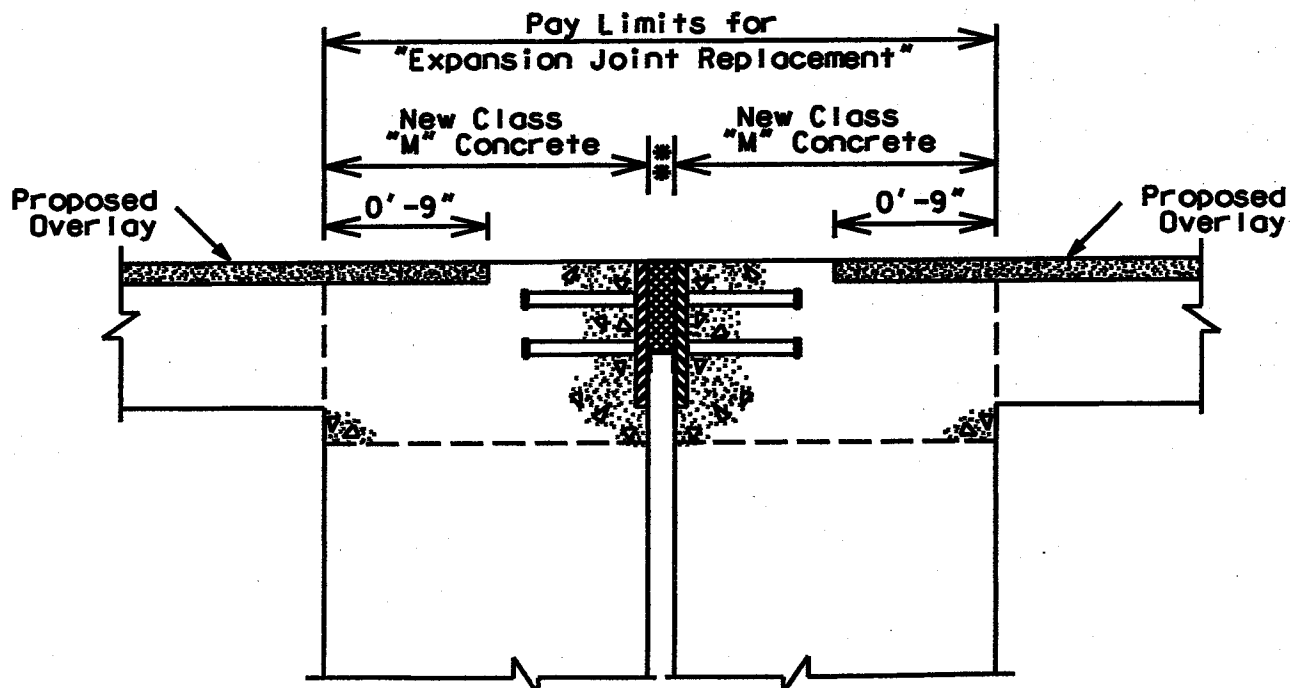 Pay Limits for
"Expansion Joint Replacement"
New Class
"M" Concrete
**
New Class
"M" Concrete
0'-9"
0'-9"
Proposed
Overlay
Proposed
Overlay